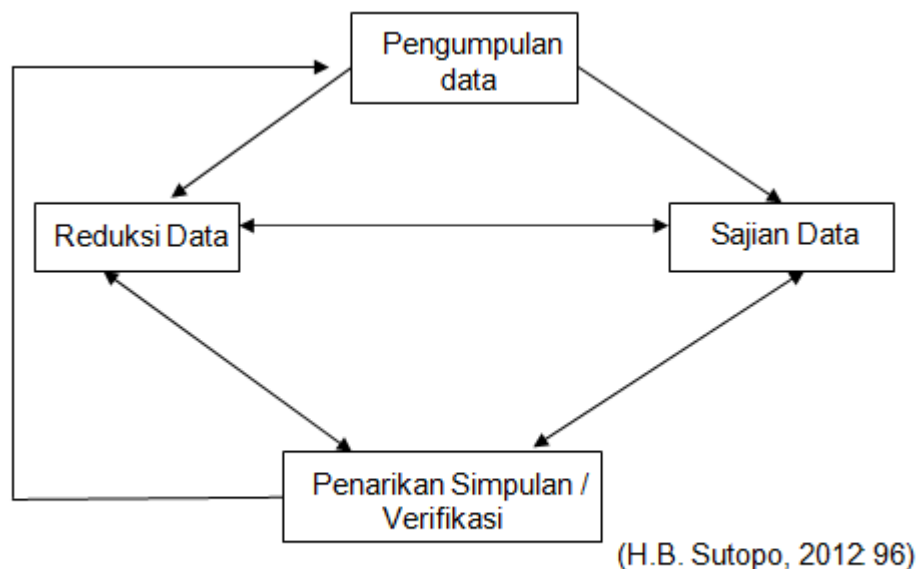 Pengumpulan
data
Reduksi Data
Sajian Data
Penarikan Simpulan /
Verifikasi
(H.B. Sutopo, 2012: 96)